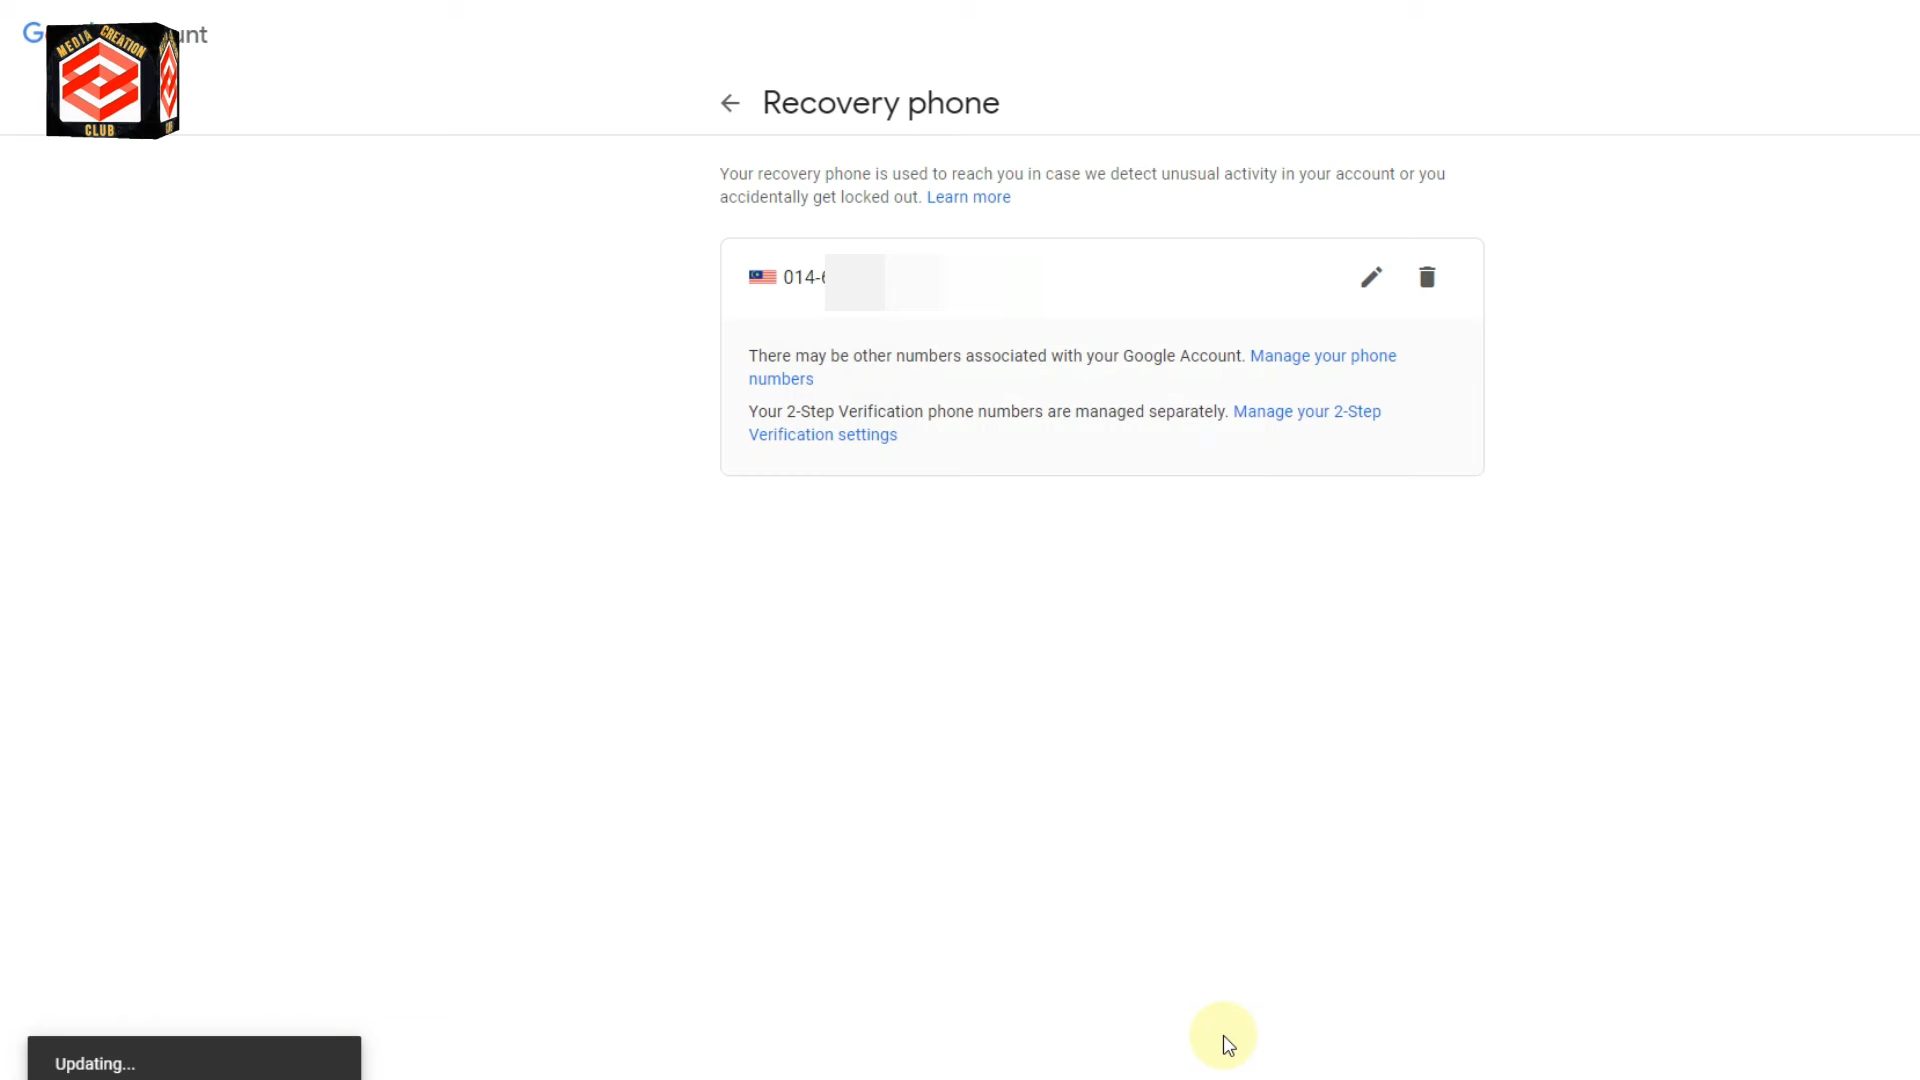 MEDIA CREATION
CLUB
Recovery phone
Your recovery phone is used to reach you in case we detect unusual activity in your account or you
accidentally get locked out. Learn more
014-6
There may be other numbers associated with your Google Account. Manage your phone
numbers
Your 2-Step Verification phone numbers are managed separately. Manage your 2-Step
Verification settings
Updating...